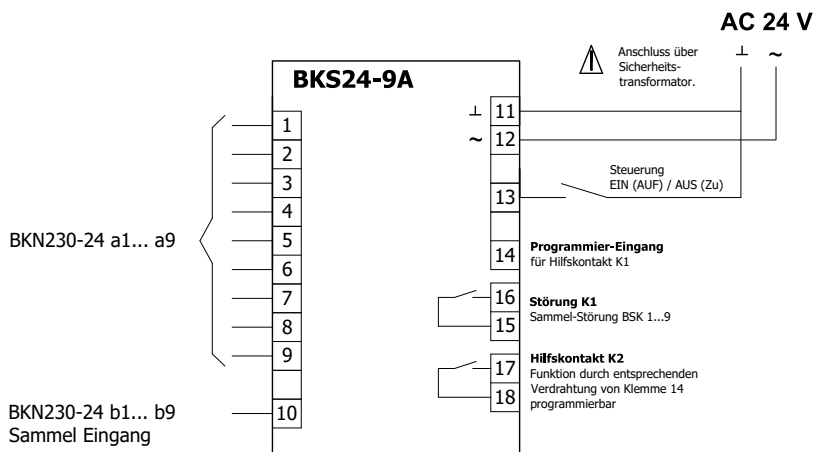 AC 24 V
⊥ ~
Anschluss über
Sicherheits-
transformator.
BKS24-9A
⊥ 11
~ 12
Steuerung
EIN (AUF) / AUS (Zu)
13
14
Programmier-Eingang
für Hilfskontakt K1
16
15
Störung K1
Sammel-Störung BSK 1...9
17
18
Hilfskontakt K2
Funktion durch entsprechenden
Verdrahtung von Klemme 14
programmierbar
BKN230-24 a1... a9
1
2
3
4
5
6
7
8
9
BKN230-24 b1... b9
Sammel Eingang
10